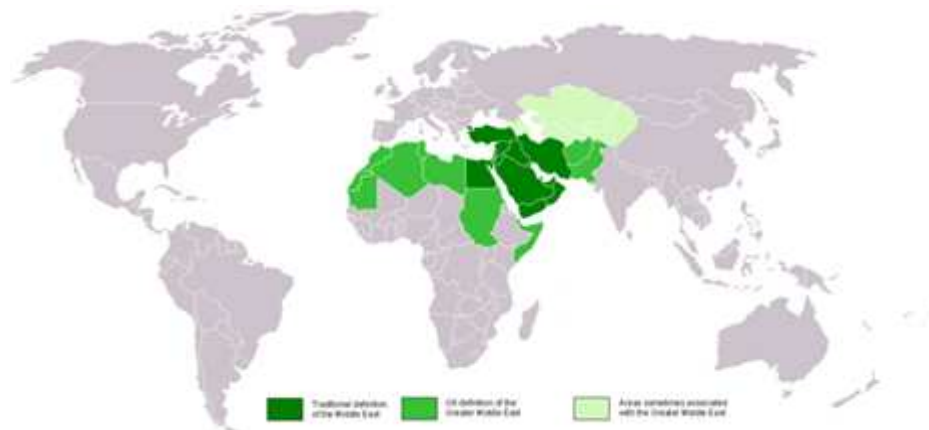 Traditional definition
of the Middle East
G8 definition of the
Greater Middle East
Areas sometimes associated
with the Greater Middle East